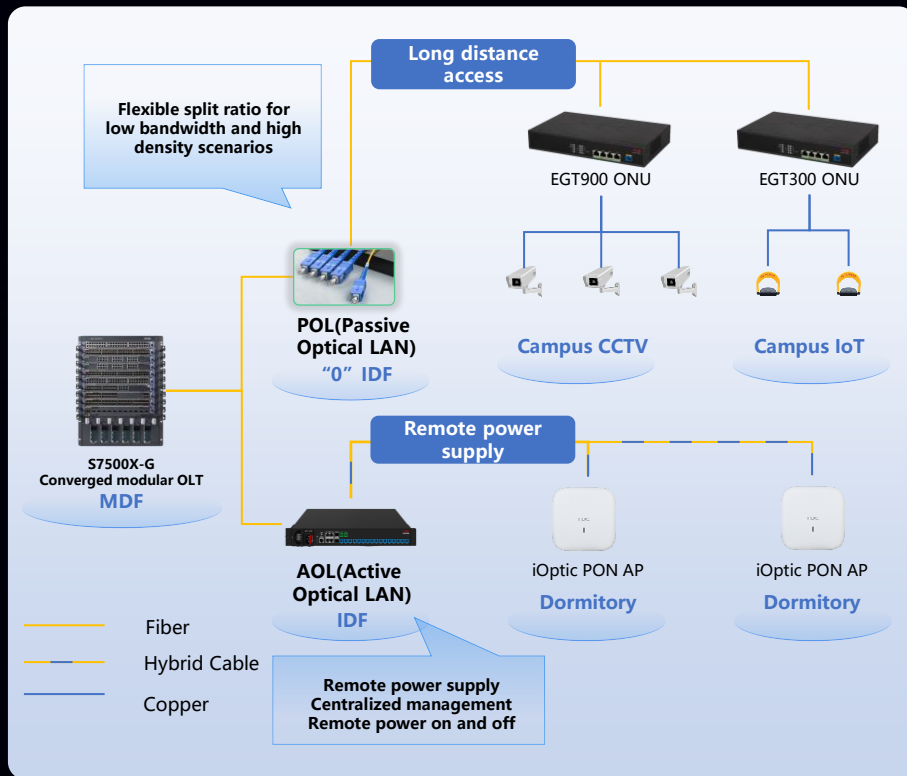 Long distance
access
Flexible split ratio for
low bandwidth and high
density scenarios
EGT900 ONU
EGT300 ONU
POL(Passive
Optical LAN)
“0” IDF
Campus CCTV
Campus IoT
Remote power
supply
S7500X-G
Converged modular OLT
MDF
AOL(Active
Optical LAN)
IDF
iOptic PON AP
iOptic PON AP
Dormitory
Dormitory
Fiber
Hybrid Cable
Copper
Remote power supply
Centralized management
Remote power on and off